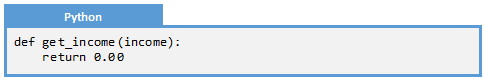 Python
def get_income(income):
    return 0.00